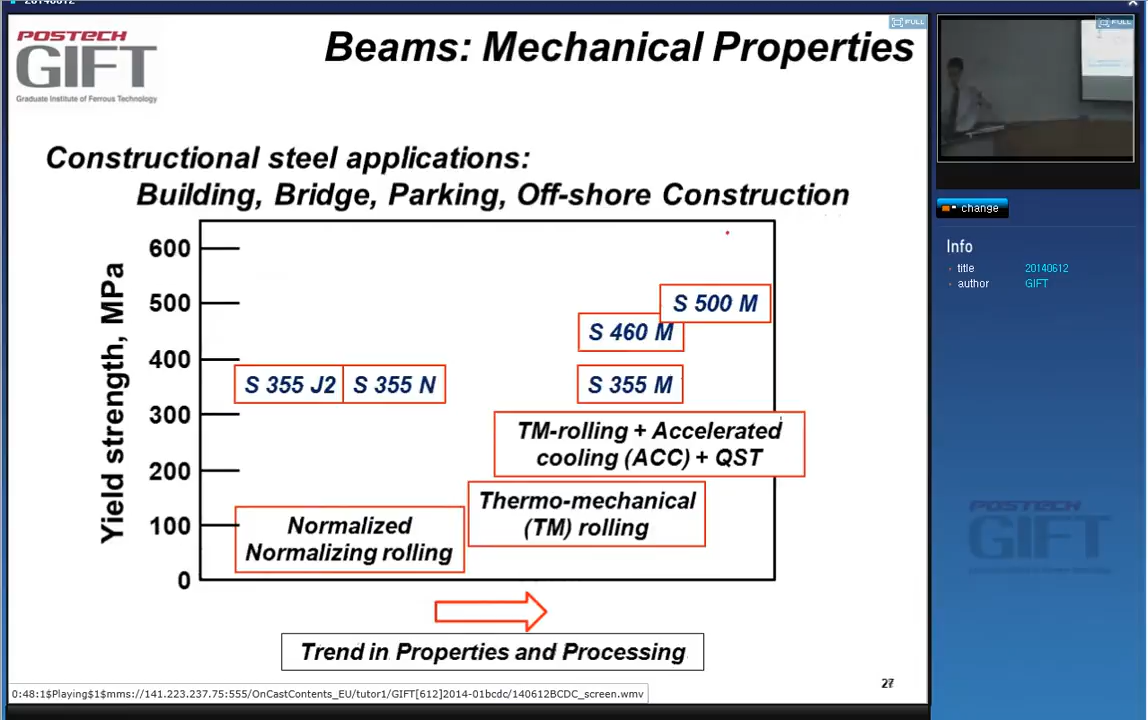 20140612
POSTECH
GIFT
Graduate Institute of Ferrous Technology
Beams: Mechanical Properties
FULL
FULL
Constructional steel applications:
Building, Bridge, Parking, Off-shore Construction
Yield strength, MPa
600
500
400
300
200
100
0
S 500 M
S 460 M
S 355 J2
S 355 N
S 355 M
TM-rolling + Accelerated
cooling (ACC) + QST
Thermo-mechanical
(TM) rolling
Normalized
Normalizing rolling
Trend in Properties and Processing
27
0:48:1$Playing$1$mms://141.223.237.75:555/OnCastContents_EU/tutor1/GIFT[612]2014-01bcdc/140612BCDC_screen.wmv
change
Info
title 20140612
author GIFT
POSTECH
GIFT